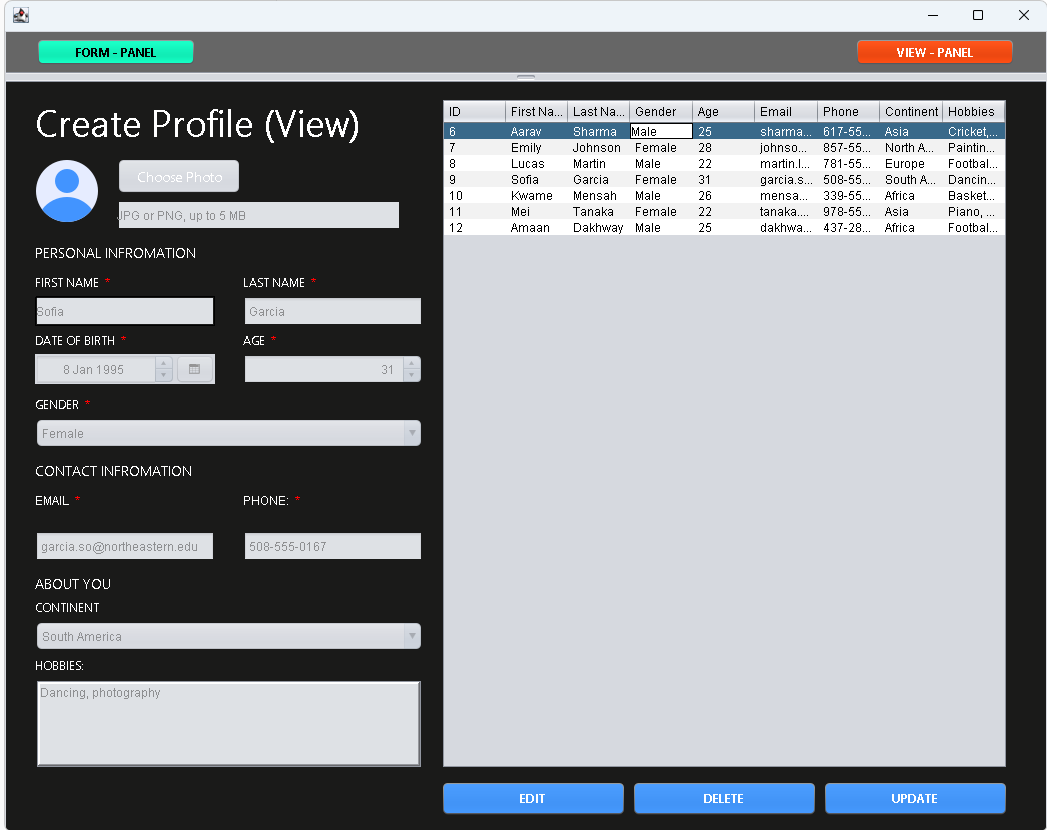 FORM - PANEL VIEW - PANEL
Create Profile (View)
Choose Photo
JPG or PNG, up to 5 MB
PERSONAL INFROMATION
FIRST NAME * LAST NAME *
Sofia Garcia
DATE OF BIRTH * AGE *
8 Jan 1995 31
GENDER *
Female
CONTACT INFROMATION
EMAIL * PHONE: *
garcia.so@northeastern.edu 508-555-0167
ABOUT YOU
CONTINENT
South America
HOBBIES:
Dancing, photography
ID First Na... Last Na... Gender Age Email Phone Continent Hobbies
6 Aarav Sharma Male 25 sharma... 617-55... Asia Cricket,...
7 Emily Johnson Female 28 johnso... 857-55... North A... Paintin...
8 Lucas Martin Male 22 martin.l... 781-55... Europe Footbal...
9 Sofia Garcia Female 31 garcia.s... 508-55... South A... Dancin...
10 Kwame Mensah Male 26 mensa... 339-55... Africa Basket...
11 Mei Tanaka Female 22 tanaka.... 978-55... Asia Piano, ...
12 Amaan Dakhway Male 25 dakhwa... 437-28... Africa Footbal...
EDIT DELETE UPDATE